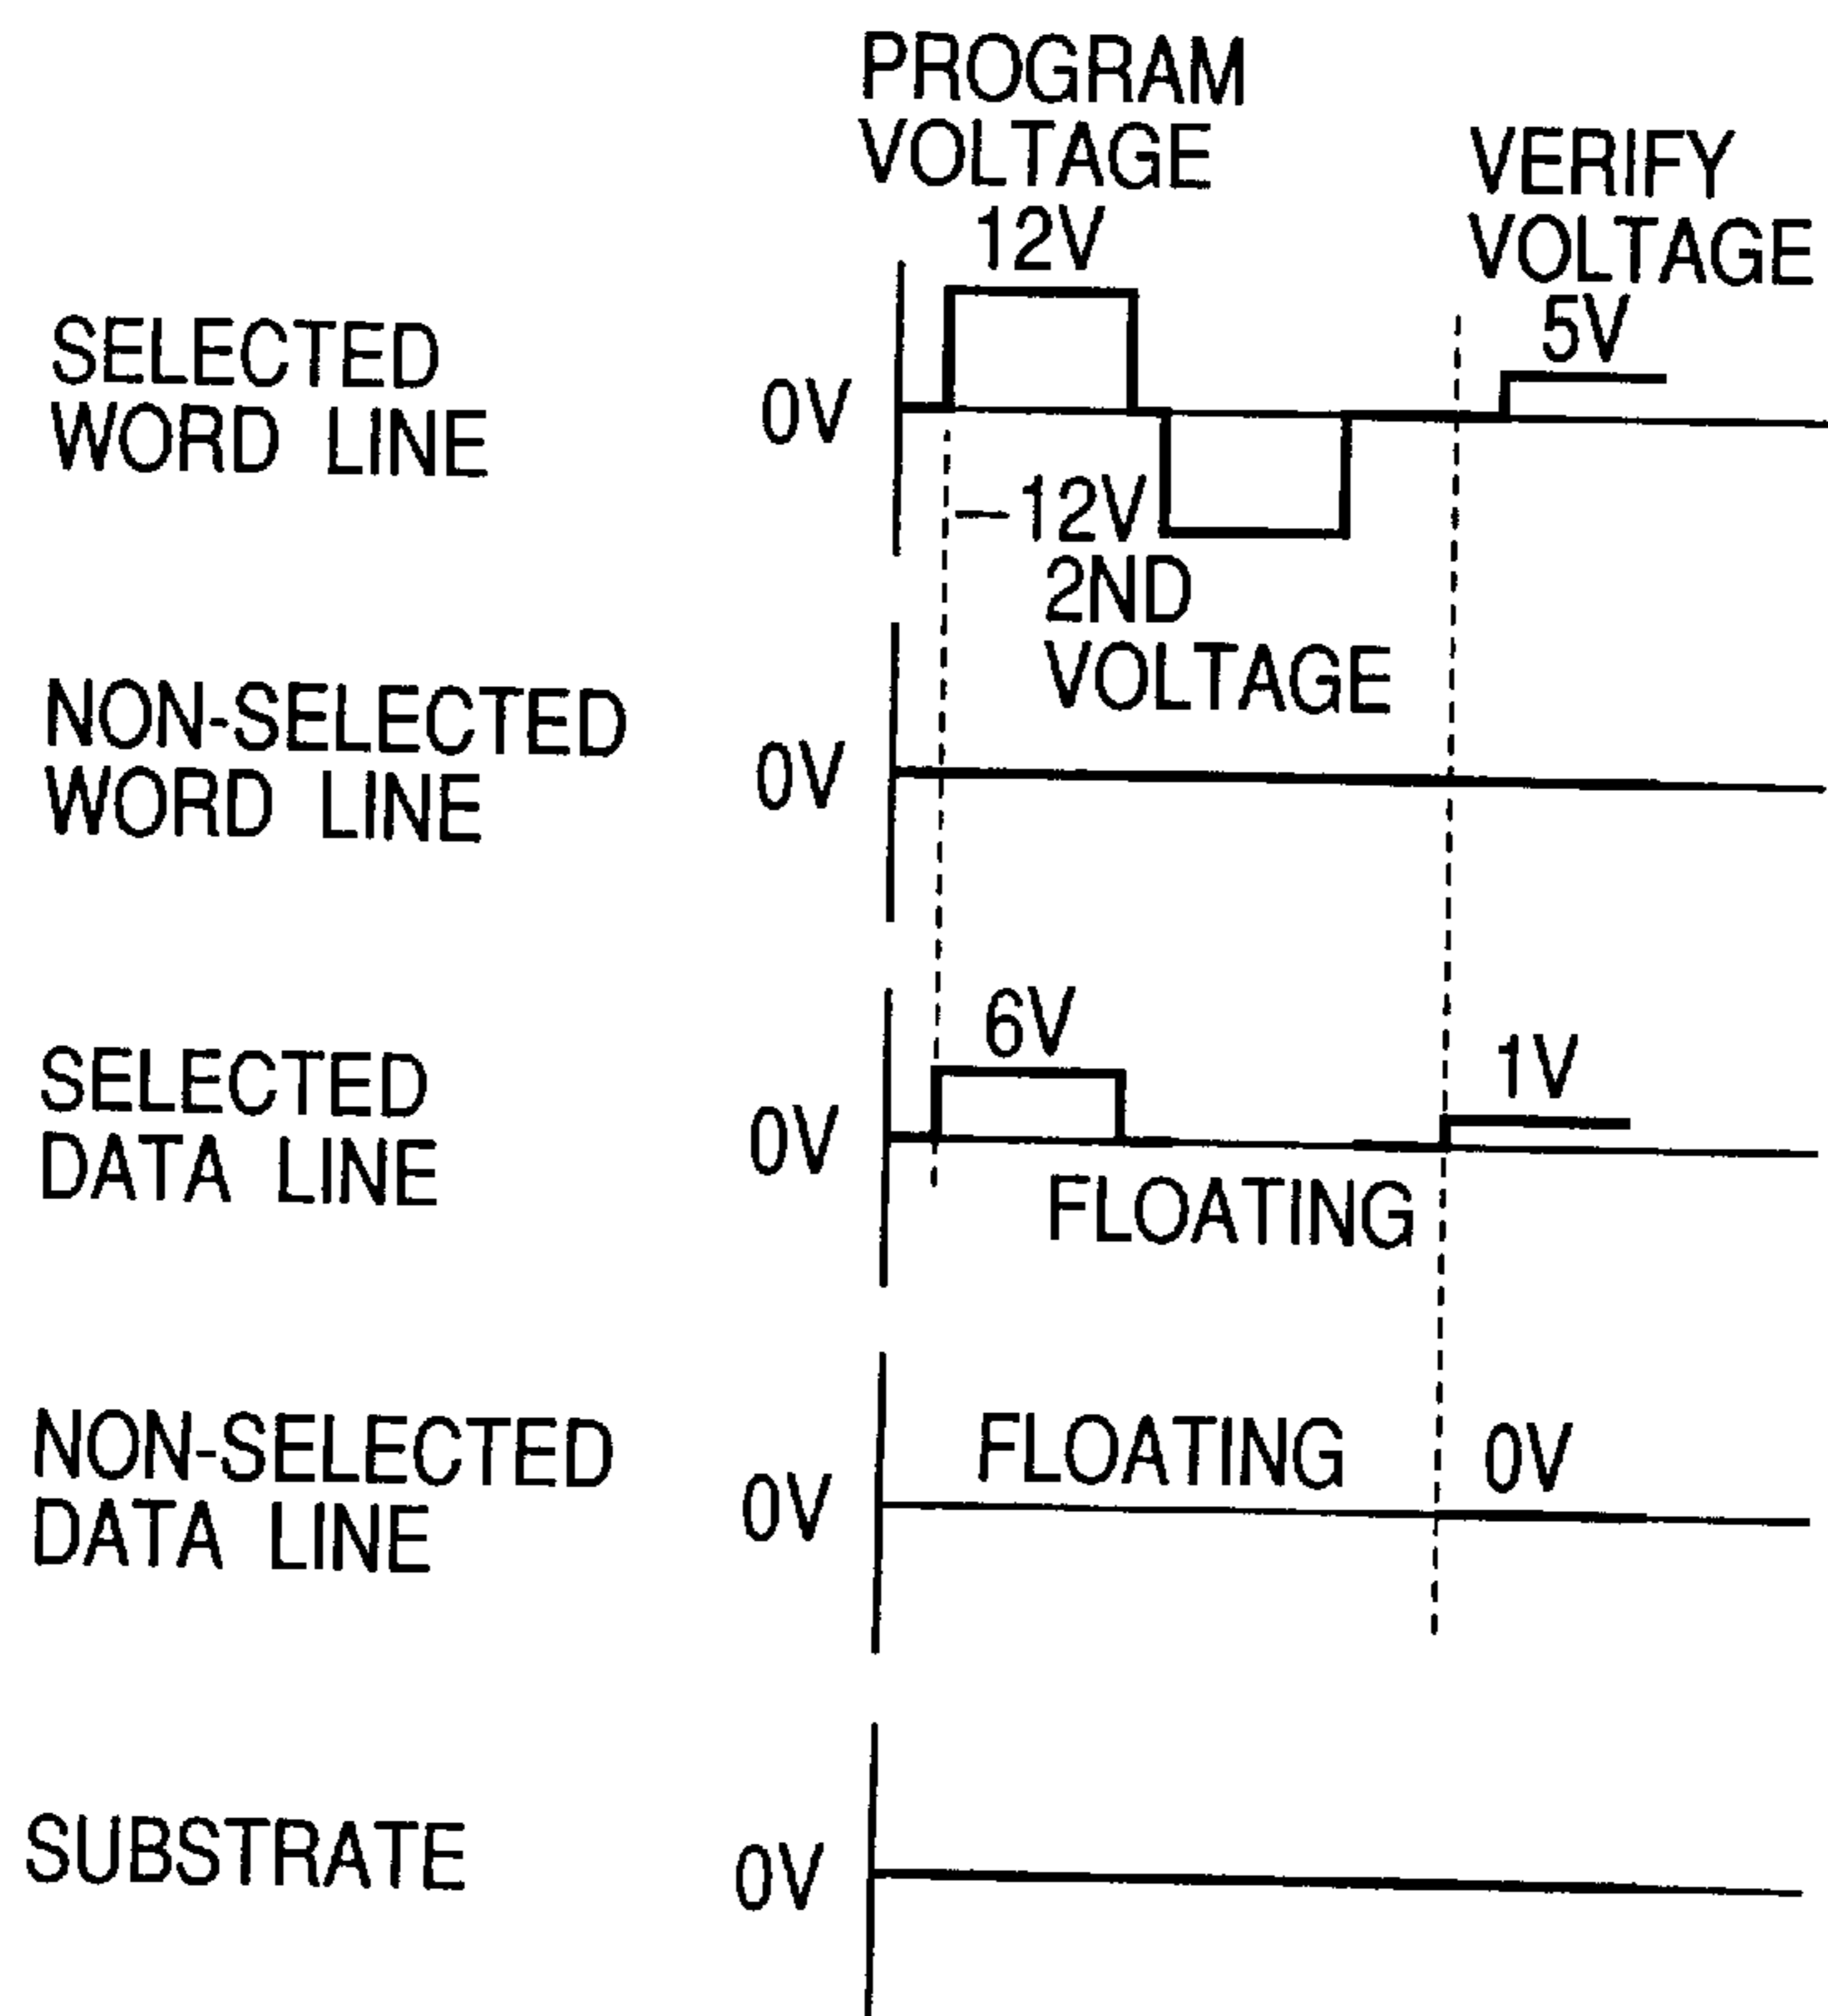 PROGRAM
VOLTAGE
12V
VERIFY
VOLTAGE
5V
SELECTED
WORD LINE
0V
—12V
2ND
VOLTAGE
NON-SELECTED
WORD LINE
0V
6V
1V
SELECTED
DATA LINE
0V
FLOATING
NON-SELECTED
DATA LINE
0V
FLOATING
0V
SUBSTRATE
0V